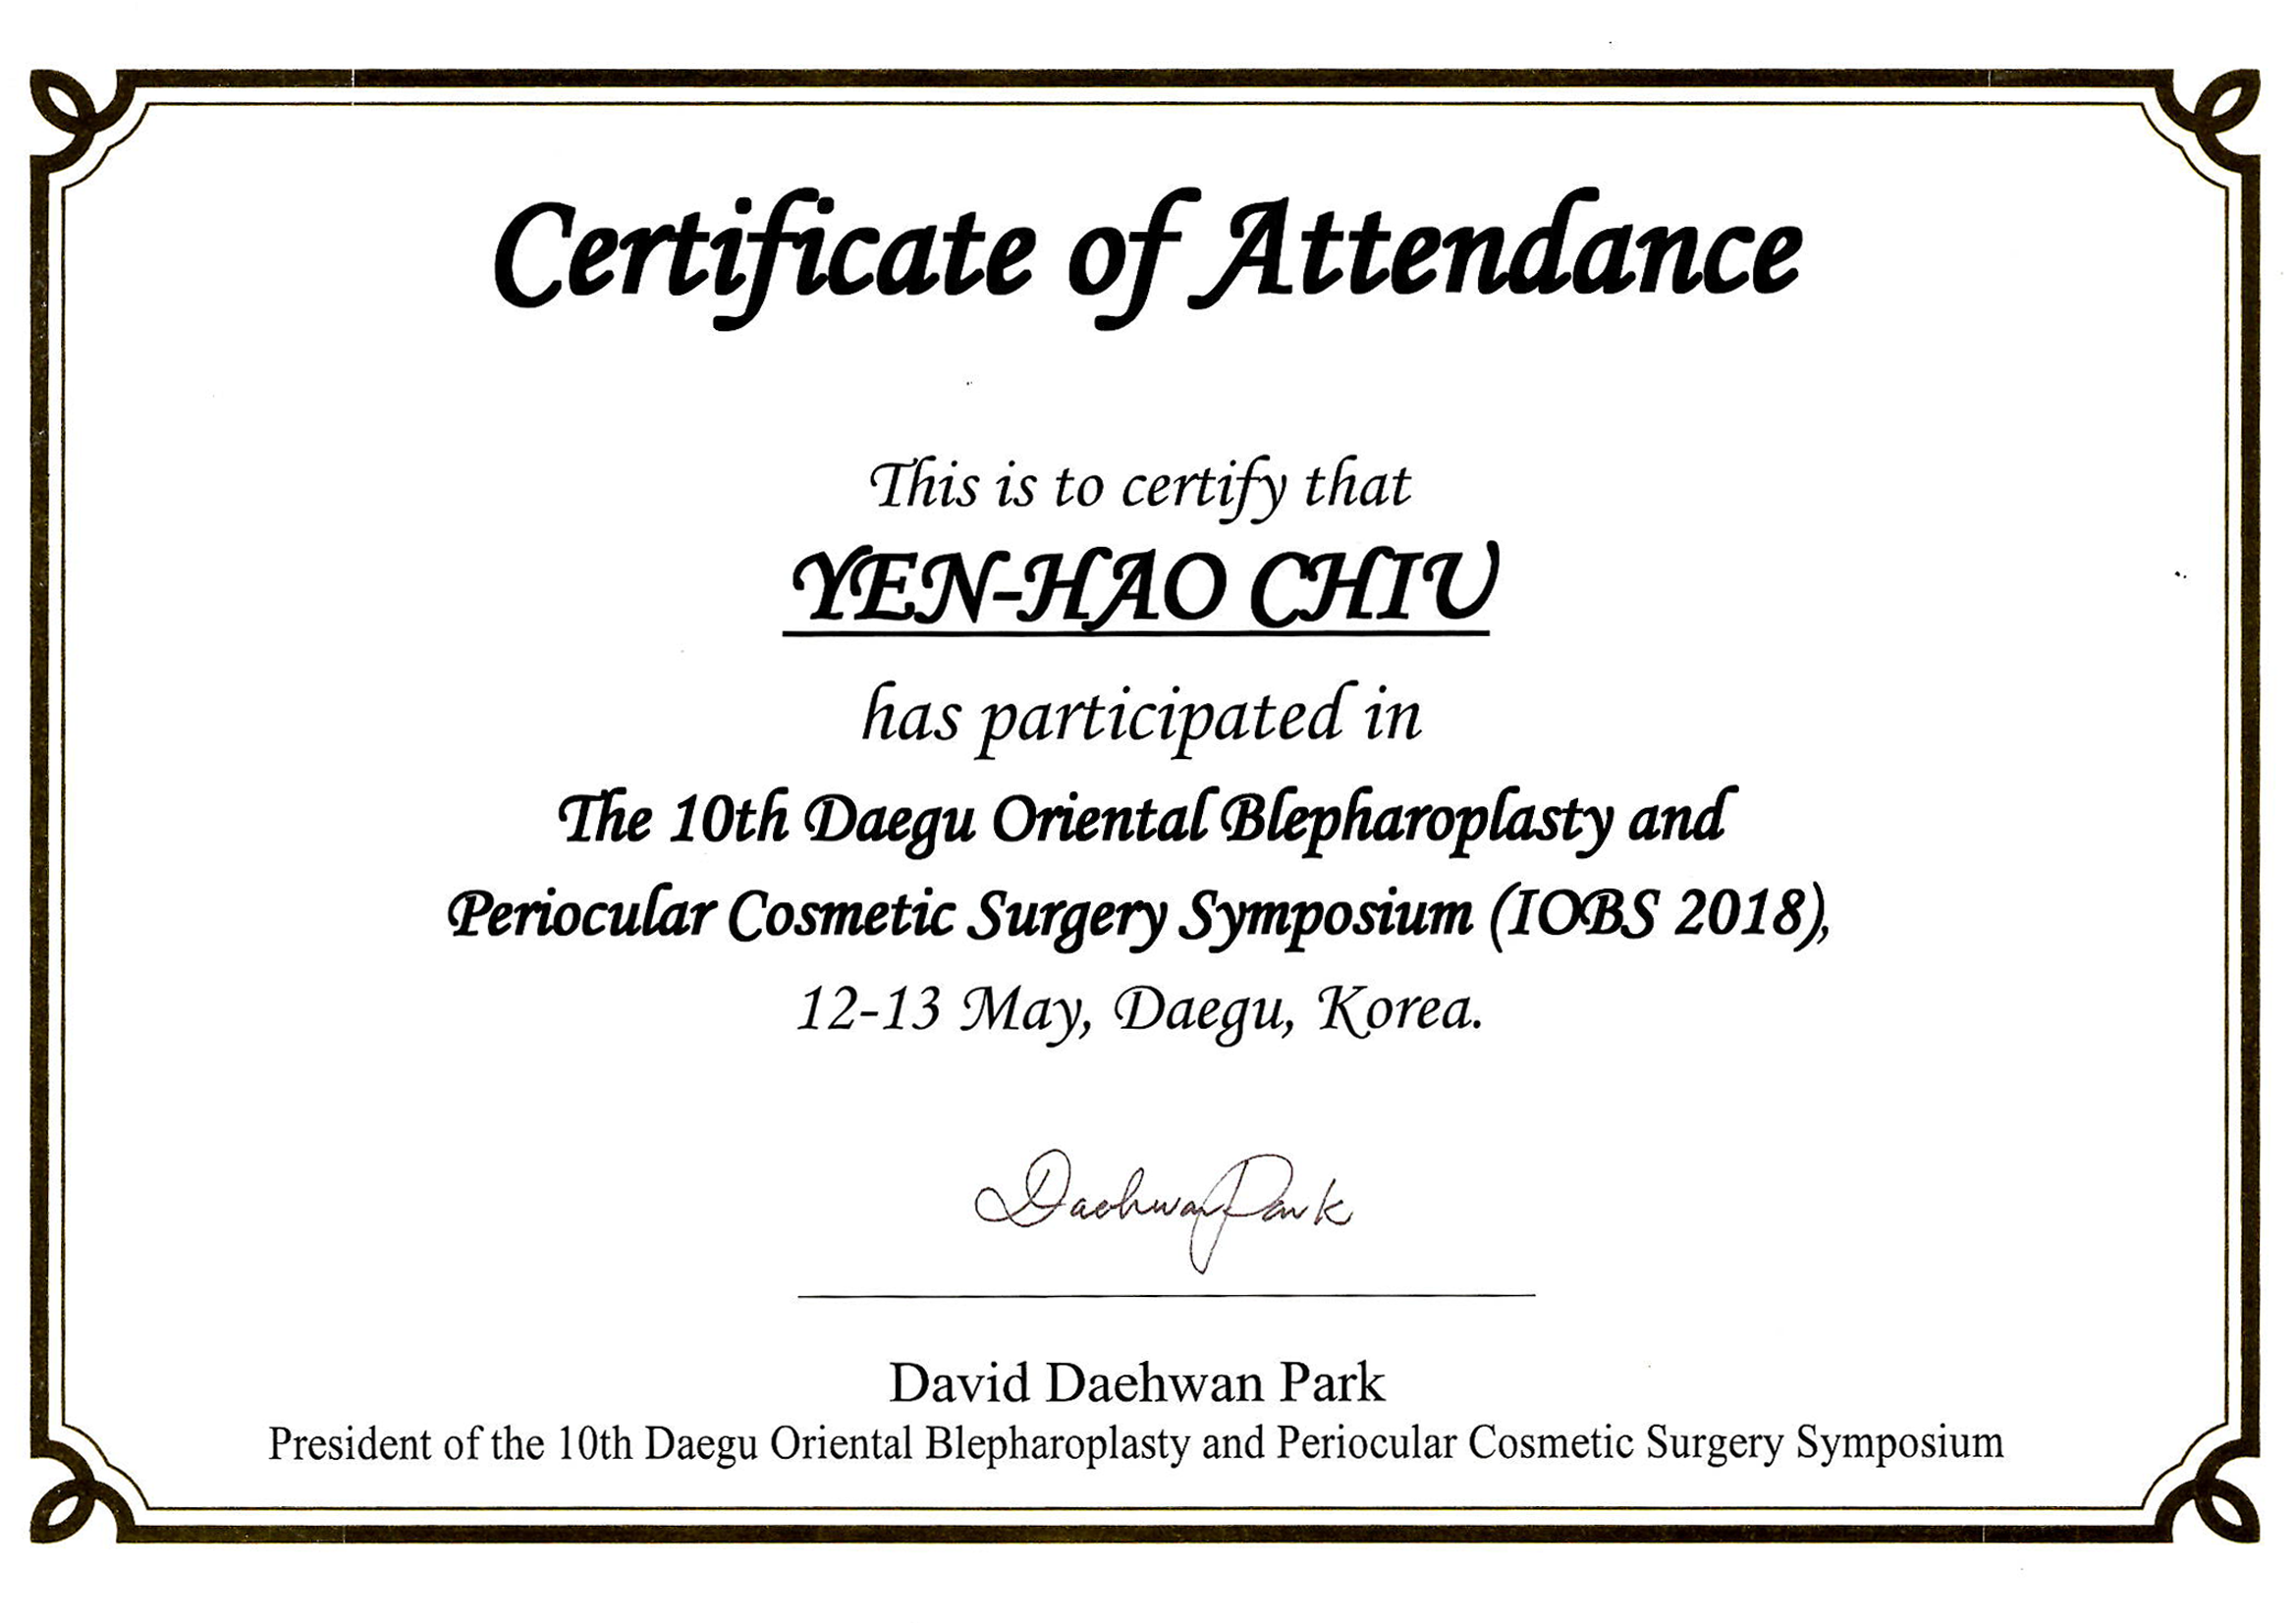 Certificate of Attendance
This is to certify that
YEN-HAO CHIU
has participated in
The 10th Daegu Oriental Blepharoplasty and
Periocular Cosmetic Surgery Symposium (IOBS 2018),
12-13 May, Daegu, Korea.
Daehwan Park
David Daehwan Park
President of the 10th Daegu Oriental Blepharoplasty and Periocular Cosmetic Surgery Symposium